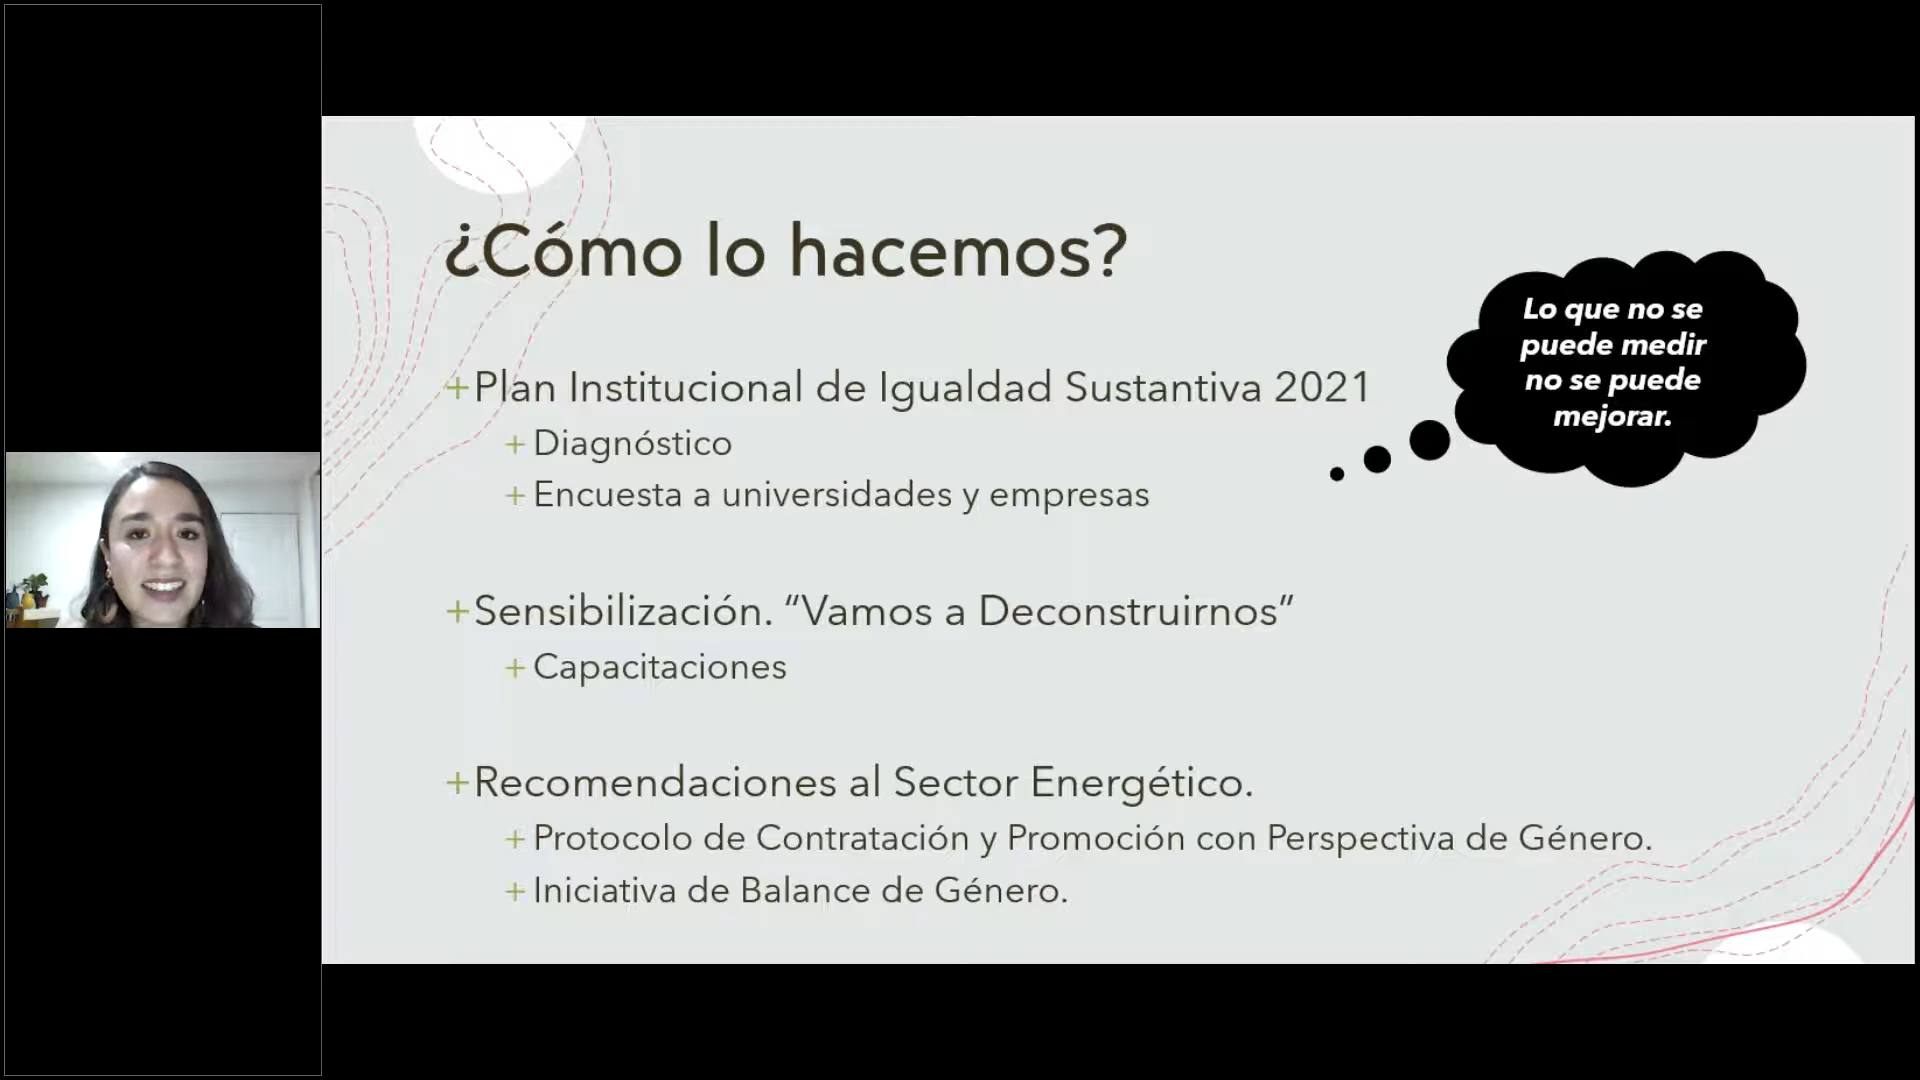 ¿Cómo lo hacemos?
Lo que no se
puede medir
no se puede
mejorar.
+Plan Institucional de Igualdad Sustantiva 2021
+ Diagnóstico
+ Encuesta a universidades y empresas
+Sensibilización. “Vamos a Deconstruirnos”
+ Capacitaciones
+Recomendaciones al Sector Energético.
+ Protocolo de Contratación y Promoción con Perspectiva de Género.
+ Iniciativa de Balance de Género.